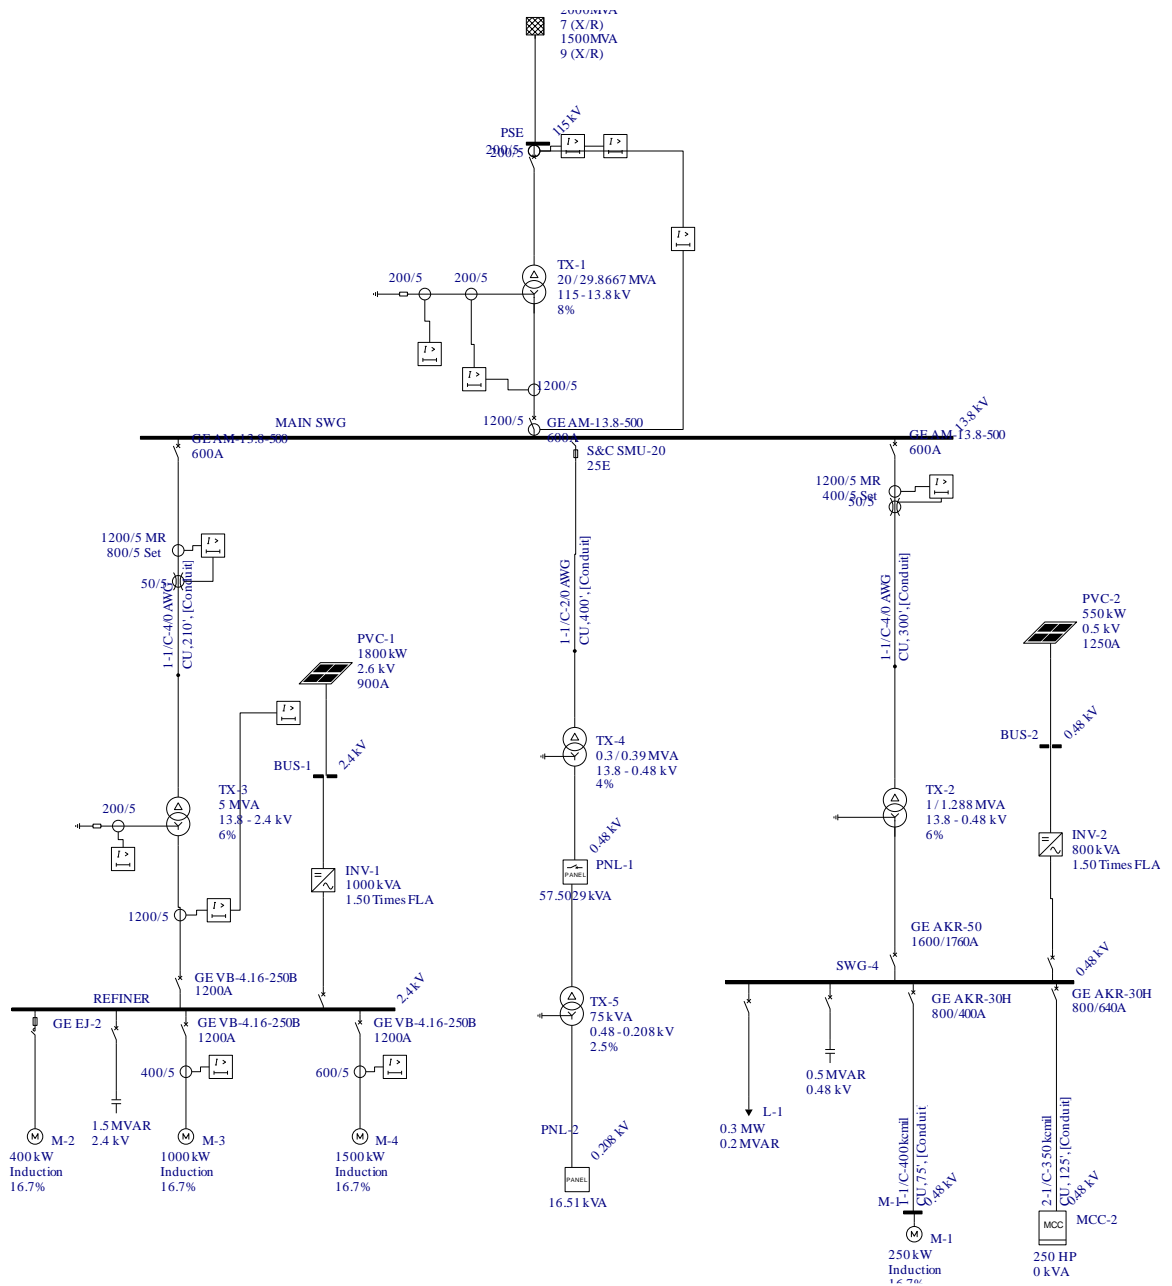 2000MVA
7 (X/R)
1500MVA
9 (X/R)
115 kV
PSE
200/5
200/5
I >
I >
I >
TX-1
20/29.8667 MVA
115 - 13.8 kV
8%
200/5
200/5
I >
I >
1200/5
1200/5
GE AM-13.8-500
600A
MAIN SWG
13.8 kV
GE AM-13.8-500
600A
S&C SMU-20
25E
GE AM-13.8-500
600A
1200/5 MR
400/5 Set
50/5
I >
1200/5 MR
800/5 Set
50/5
I >
1-1/C-4/0 AWG
CU, 210', [Conduit]
1-1/C-2/0 AWG
CU, 400', [Conduit]
1-1/C-4/0 AWG
CU, 300', [Conduit]
PVC-1
1800 kW
2.6 kV
900A
PVC-2
550 kW
0.5 kV
1250A
I >
BUS-1
2.4 kV
BUS-2
0.48 kV
TX-4
0.3/0.39 MVA
13.8 - 0.48 kV
4%
TX-3
5 MVA
13.8 - 2.4 kV
6%
200/5
I >
TX-2
1/1.288 MVA
13.8 - 0.48 kV
6%
0.48 kV
PANEL
PNL-1
57.5029 kVA
INV-1
1000 kVA
1.50 Times FLA
INV-2
800 kVA
1.50 Times FLA
1200/5
I >
GE AKR-50
1600/1760A
SWG-4
0.48 kV
GE VB-4.16-250B
1200A
REFINER
2.4 kV
GE EJ-2
GE VB-4.16-250B
1200A
GE VB-4.16-250B
1200A
TX-5
75 kVA
0.48 - 0.208 kV
2.5%
GE AKR-30H
800/400A
GE AKR-30H
800/640A
400/5
I >
600/5
I >
0.5 MVAR
0.48 kV
1.5 MVAR
2.4 kV
L-1
0.3 MW
0.2 MVAR
M
M-2
400 kW
Induction
16.7%
M
M-3
1000 kW
Induction
16.7%
M
M-4
1500 kW
Induction
16.7%
PNL-2
0.208 kV
PANEL
16.51 kVA
1-1/C-400 kcmil
CU, 75', [Conduit]
2-1/C-350 kcmil
CU, 125', [Conduit]
0.48 kV
0.48 kV
M
M-1
250 kW
Induction
16.7%
MCC
MCC-2
250 HP
0 kVA